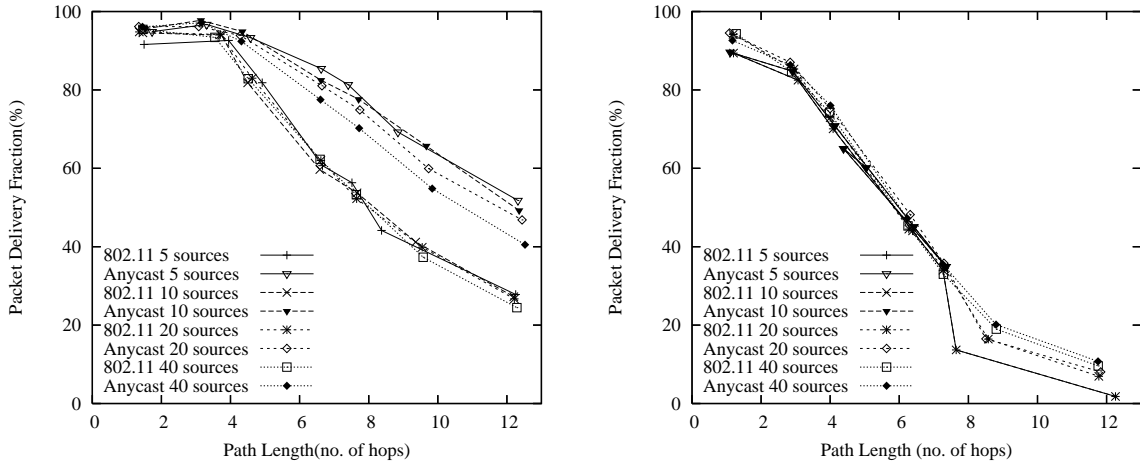 100
80
60
40
20
0
Packet Delivery Fraction(%)
802.11 5 sources
Anycast 5 sources
802.11 10 sources
Anycast 10 sources
802.11 20 sources
Anycast 20 sources
802.11 40 sources
Anycast 40 sources
0 2 4 6 8 10 12
Path Length(no. of hops)
100
80
60
40
20
0
Packet Delivery Fraction(%)
802.11 5 sources
Anycast 5 sources
802.11 10 sources
Anycast 10 sources
802.11 20 sources
Anycast 20 sources
802.11 40 sources
Anycast 40 sources
0 2 4 6 8 10 12
Path Length (no. of hops)